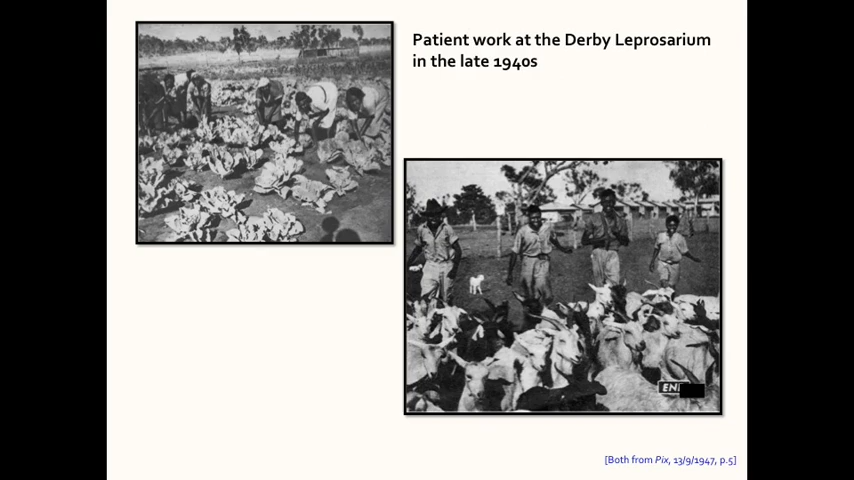 Patient work at the Derby Leprosarium
in the late 1940s
[Both from Pix, 13/9/1947, p.5]